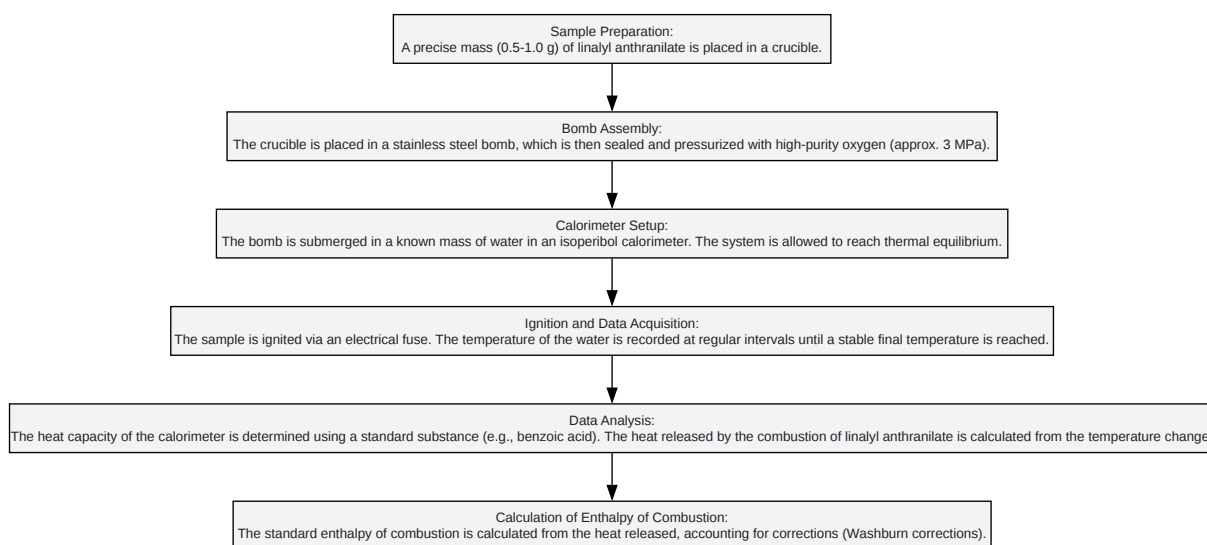 Sample Preparation:
A precise mass (0.5-1.0 g) of linalyl anthranilate is placed in a crucible.
Bomb Assembly:
The crucible is placed in a stainless steel bomb, which is then sealed and pressurized with high-purity oxygen (approx. 3 MPa).
Calorimeter Setup:
The bomb is submerged in a known mass of water in an isoperibol calorimeter. The system is allowed to reach thermal equilibrium.
Ignition and Data Acquisition:
The sample is ignited via an electrical fuse. The temperature of the water is recorded at regular intervals until a stable final temperature is reached.
Data Analysis:
The heat capacity of the calorimeter is determined using a standard substance (e.g., benzoic acid). The heat released by the combustion of linalyl anthranilate is calculated from the temperature change
Calculation of Enthalpy of Combustion:
The standard enthalpy of combustion is calculated from the heat released, accounting for corrections (Washburn corrections).